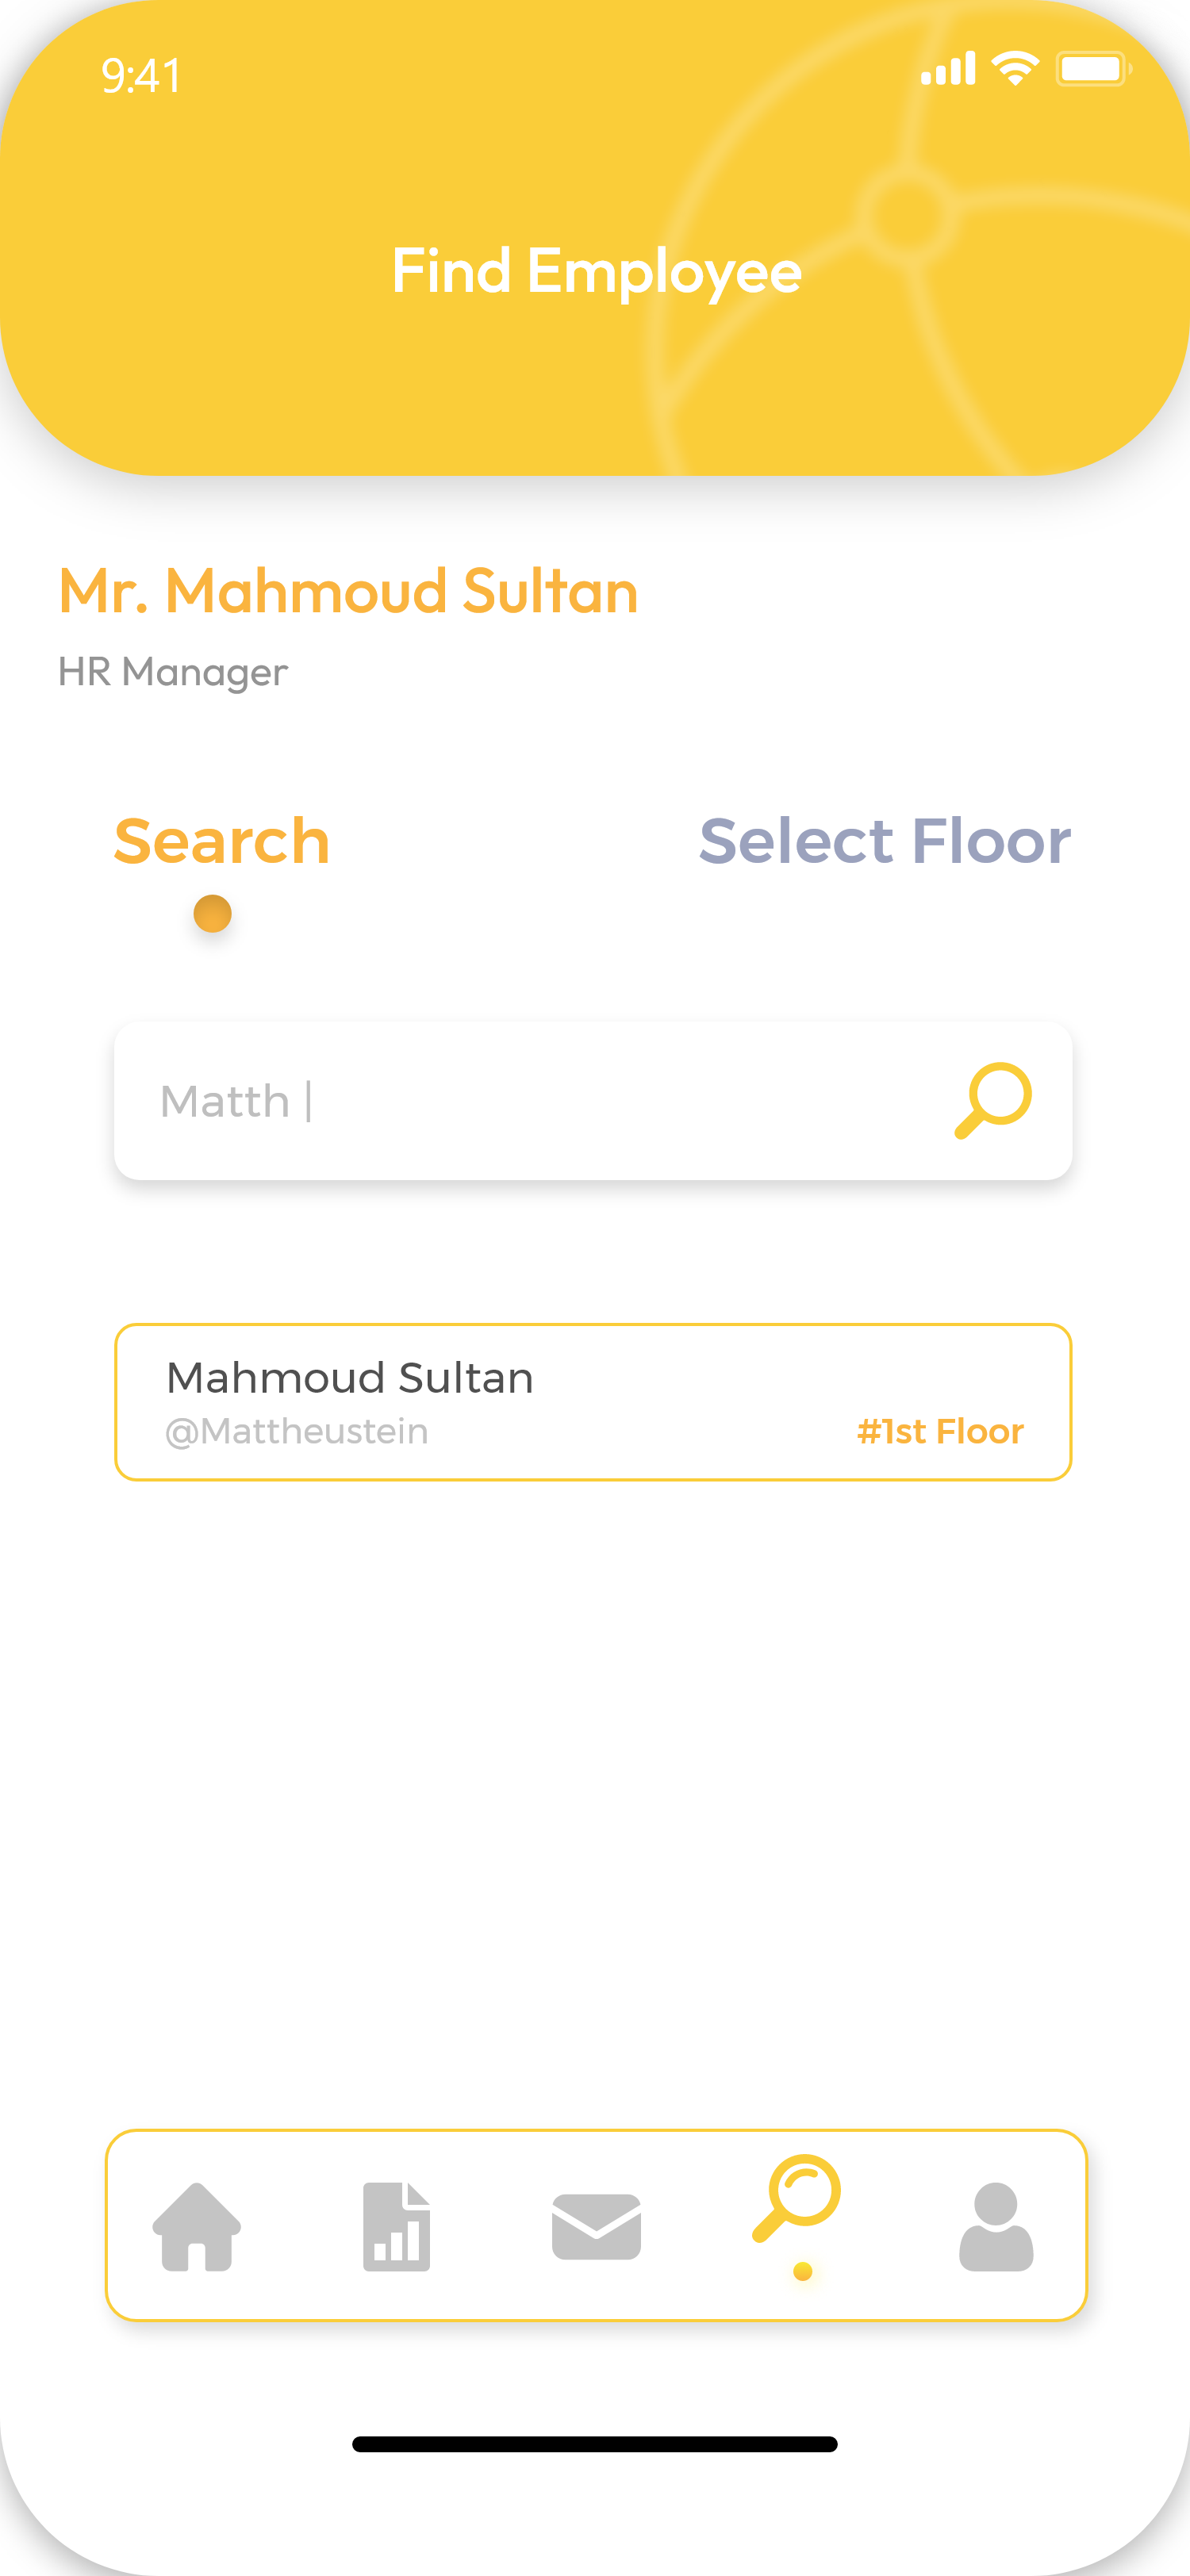 9:41
Find Employee
Mr. Mahmoud Sultan
HR Manager
Search
Select Floor
Matth |
Mahmoud Sultan
@Mattheustein
#1st Floor